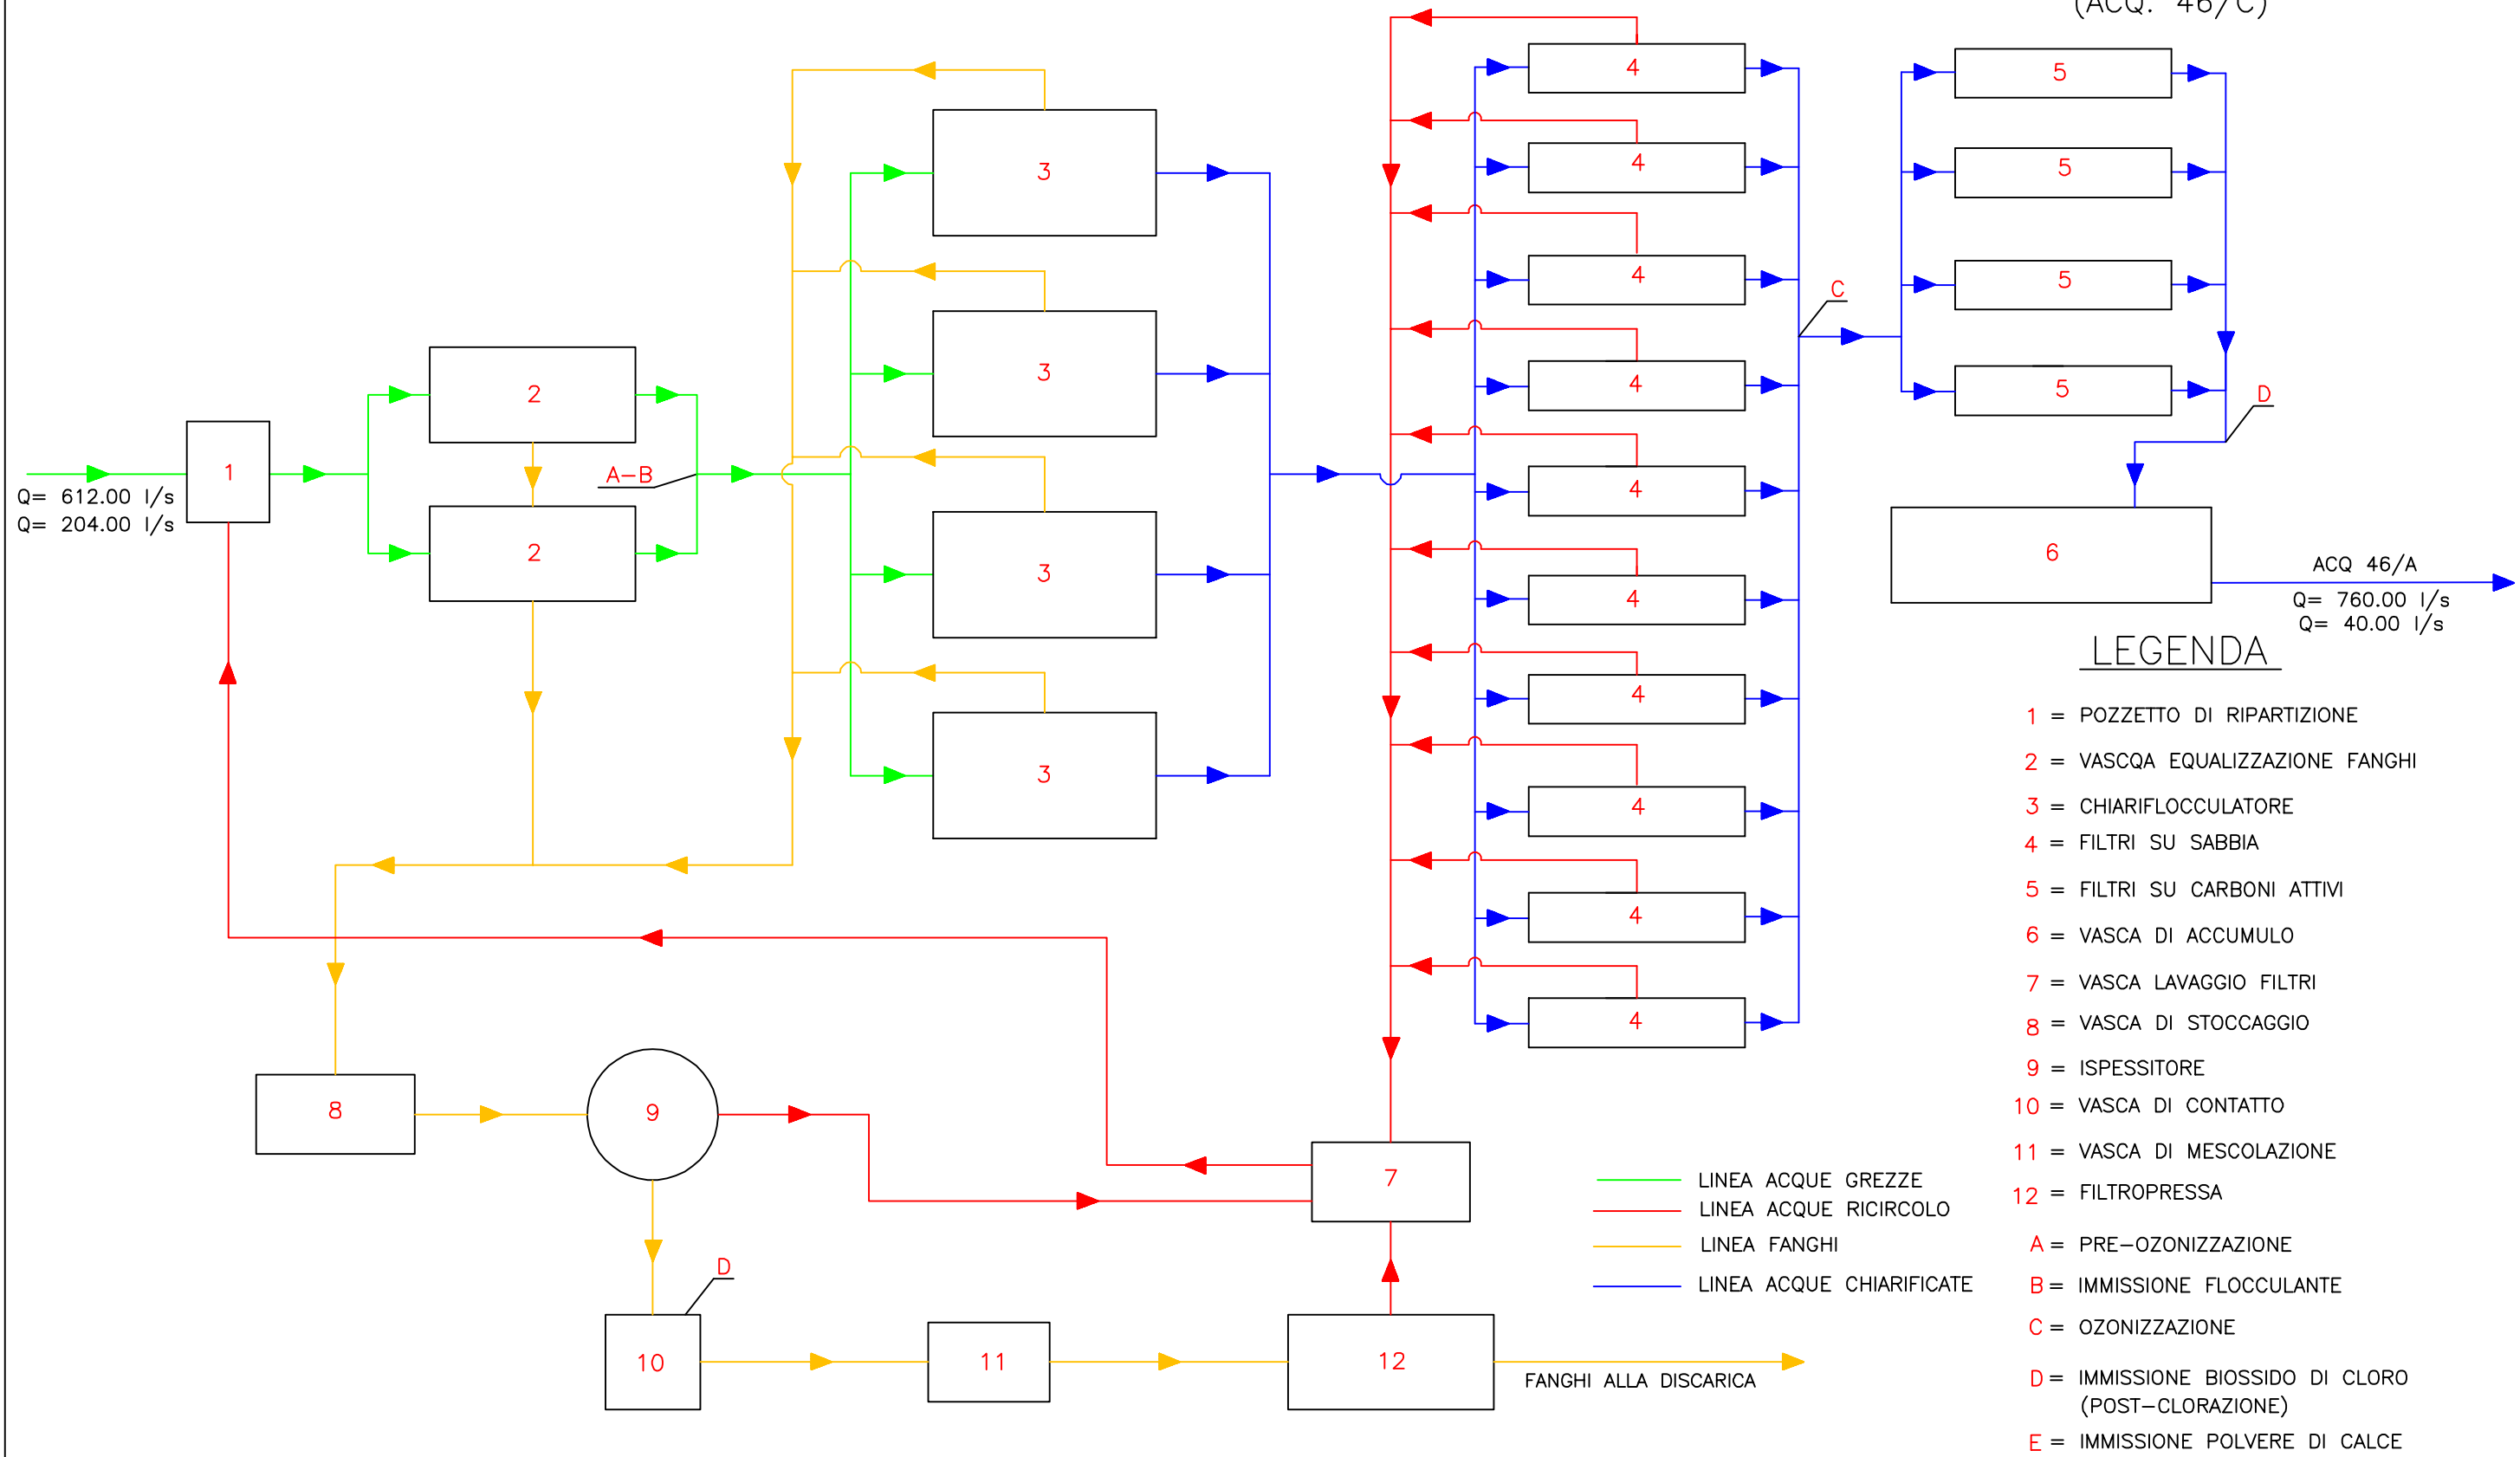 (ACQ. 46/C)
4
5
4
5
3
4
5
C
3
4
5
D
2
A-B
1
4
Q= 612.00 l/s
Q= 204.00 l/s
2
3
4
6
ACQ 46/A
Q= 760.00 l/s
Q= 40.00 l/s
3
4
4
4
4
LEGENDA
1 = POZZETTO DI RIPARTIZIONE
2 = VASCQA EQUALIZZAZIONE FANGHI
3 = CHIARIFLOCCULATORE
4 = FILTRI SU SABBIA
5 = FILTRI SU CARBONI ATTIVI
6 = VASCA DI ACCUMULO
7 = VASCA LAVAGGIO FILTRI
8 = VASCA DI STOCCAGGIO
9 = ISPESSITORE
10 = VASCA DI CONTATTO
11 = VASCA DI MESCOLAZIONE
12 = FILTROPRESSA
A = PRE-OZONIZZAZIONE
B = IMMISSIONE FLOCCULANTE
C = OZONIZZAZIONE
D = IMMISSIONE BIOSSIDO DI CLORO
(POST-CLORAZIONE)
E = IMMISSIONE POLVERE DI CALCE
8
9
7
LINEA ACQUE GREZZE
LINEA ACQUE RICIRCOLO
LINEA FANGHI
LINEA ACQUE CHIARIFICATE
D
10
11
12
FANGHI ALLA DISCARICA